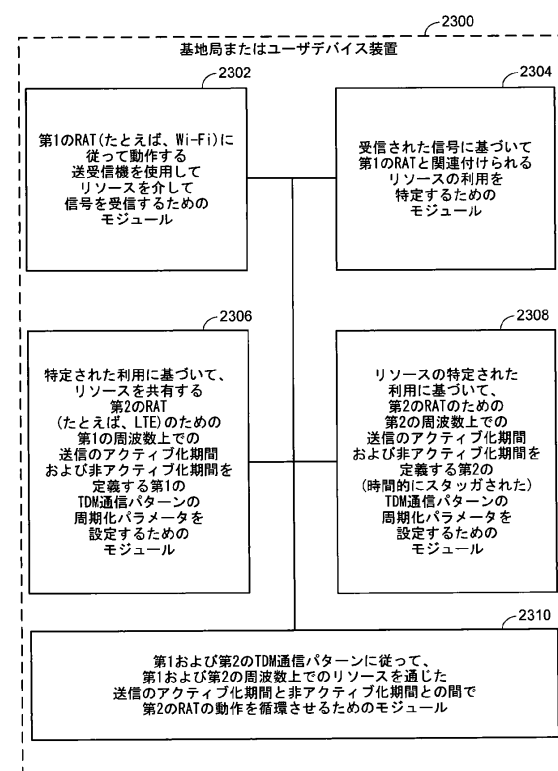 2300
基地局またはユーザデバイス装置
2302
第1のRAT(たとえば、Wi-Fi)に
従って動作する
送受信機を使用して
リソースを介して
信号を受信するための
モジュール
2304
受信された信号に基づいて
第1のRATと関連付けられる
リソースの利用を
特定するための
モジュール
2306
特定された利用に基づいて、
リソースを共有する
第2のRAT
(たとえば、LTE)のための
第1の周波数上での
送信のアクティブ化期間
および非アクティブ化期間を
定義する第1の
TDM通信パターンの
周期化パラメータを
設定するための
モジュール
2308
リソースの特定された
利用に基づいて、
第2のRATのための
第2の周波数上での
送信のアクティブ化期間
および非アクティブ化期間を
定義する第2の
(時間的にスタッガされた)
TDM通信パターンの
周期化パラメータを
設定するための
モジュール
2310
第1および第2のTDM通信パターンに従って、
第1および第2の周波数上でのリソースを通じた
送信のアクティブ化期間と非アクティブ化期間との間で
第2のRATの動作を循環させるためのモジュール